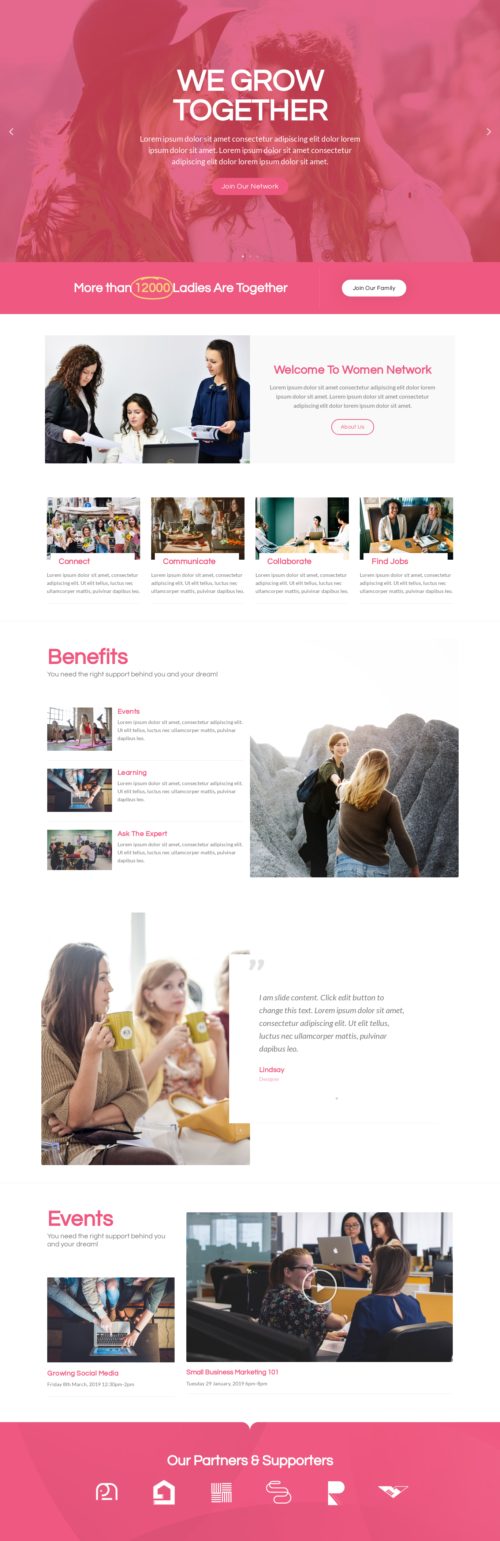 WE GROW
TOGETHER
Lorem ipsum dolor sit amet consectetur adipiscing elit dolor lorem
ipsum dolor sit amet. Lorem ipsum dolor sit amet consectetur
adipiscing elit dolor lorem ipsum dolor sit amet.
Join Our Network
More than 12000 Ladies Are Together
Join Our Family
Welcome To Women Network
Lorem ipsum dolor sit amet consectetur adipiscing elit dolor lorem
ipsum dolor sit amet. Lorem ipsum dolor sit amet consectetur
adipiscing elit dolor lorem ipsum dolor sit amet.
About Us
Connect
Lorem ipsum dolor sit amet, consectetur
adipiscing elit. Ut elit tellus, luctus nec
ullamcorper mattis, pulvinar dapibus leo.
Communicate
Lorem ipsum dolor sit amet, consectetur
adipiscing elit. Ut elit tellus, luctus nec
ullamcorper mattis, pulvinar dapibus leo.
Collaborate
Lorem ipsum dolor sit amet, consectetur
adipiscing elit. Ut elit tellus, luctus nec
ullamcorper mattis, pulvinar dapibus leo.
Find Jobs
Lorem ipsum dolor sit amet, consectetur
adipiscing elit. Ut elit tellus, luctus nec
ullamcorper mattis, pulvinar dapibus leo.
Benefits
You need the right support behind you and your dream!
Events
Lorem ipsum dolor sit amet, consectetur adipiscing elit.
Ut elit tellus, luctus nec ullamcorper mattis, pulvinar
dapibus leo.
Learning
Lorem ipsum dolor sit amet, consectetur adipiscing elit.
Ut elit tellus, luctus nec ullamcorper mattis, pulvinar
dapibus leo.
Ask The Expert
Lorem ipsum dolor sit amet, consectetur adipiscing elit.
Ut elit tellus, luctus nec ullamcorper mattis, pulvinar
dapibus leo.
”
I am slide content. Click edit button to
change this text. Lorem ipsum dolor sit amet,
consectetur adipiscing elit. Ut elit tellus,
luctus nec ullamcorper mattis, pulvinar
dapibus leo.
Lindsay
Designer
Events
You need the right support behind you
and your dream!
Growing Social Media
Friday 8th March, 2019 12:30pm-2pm
Small Business Marketing 101
Tuesday 29 January, 2019 6pm-8pm
Our Partners & Supporters